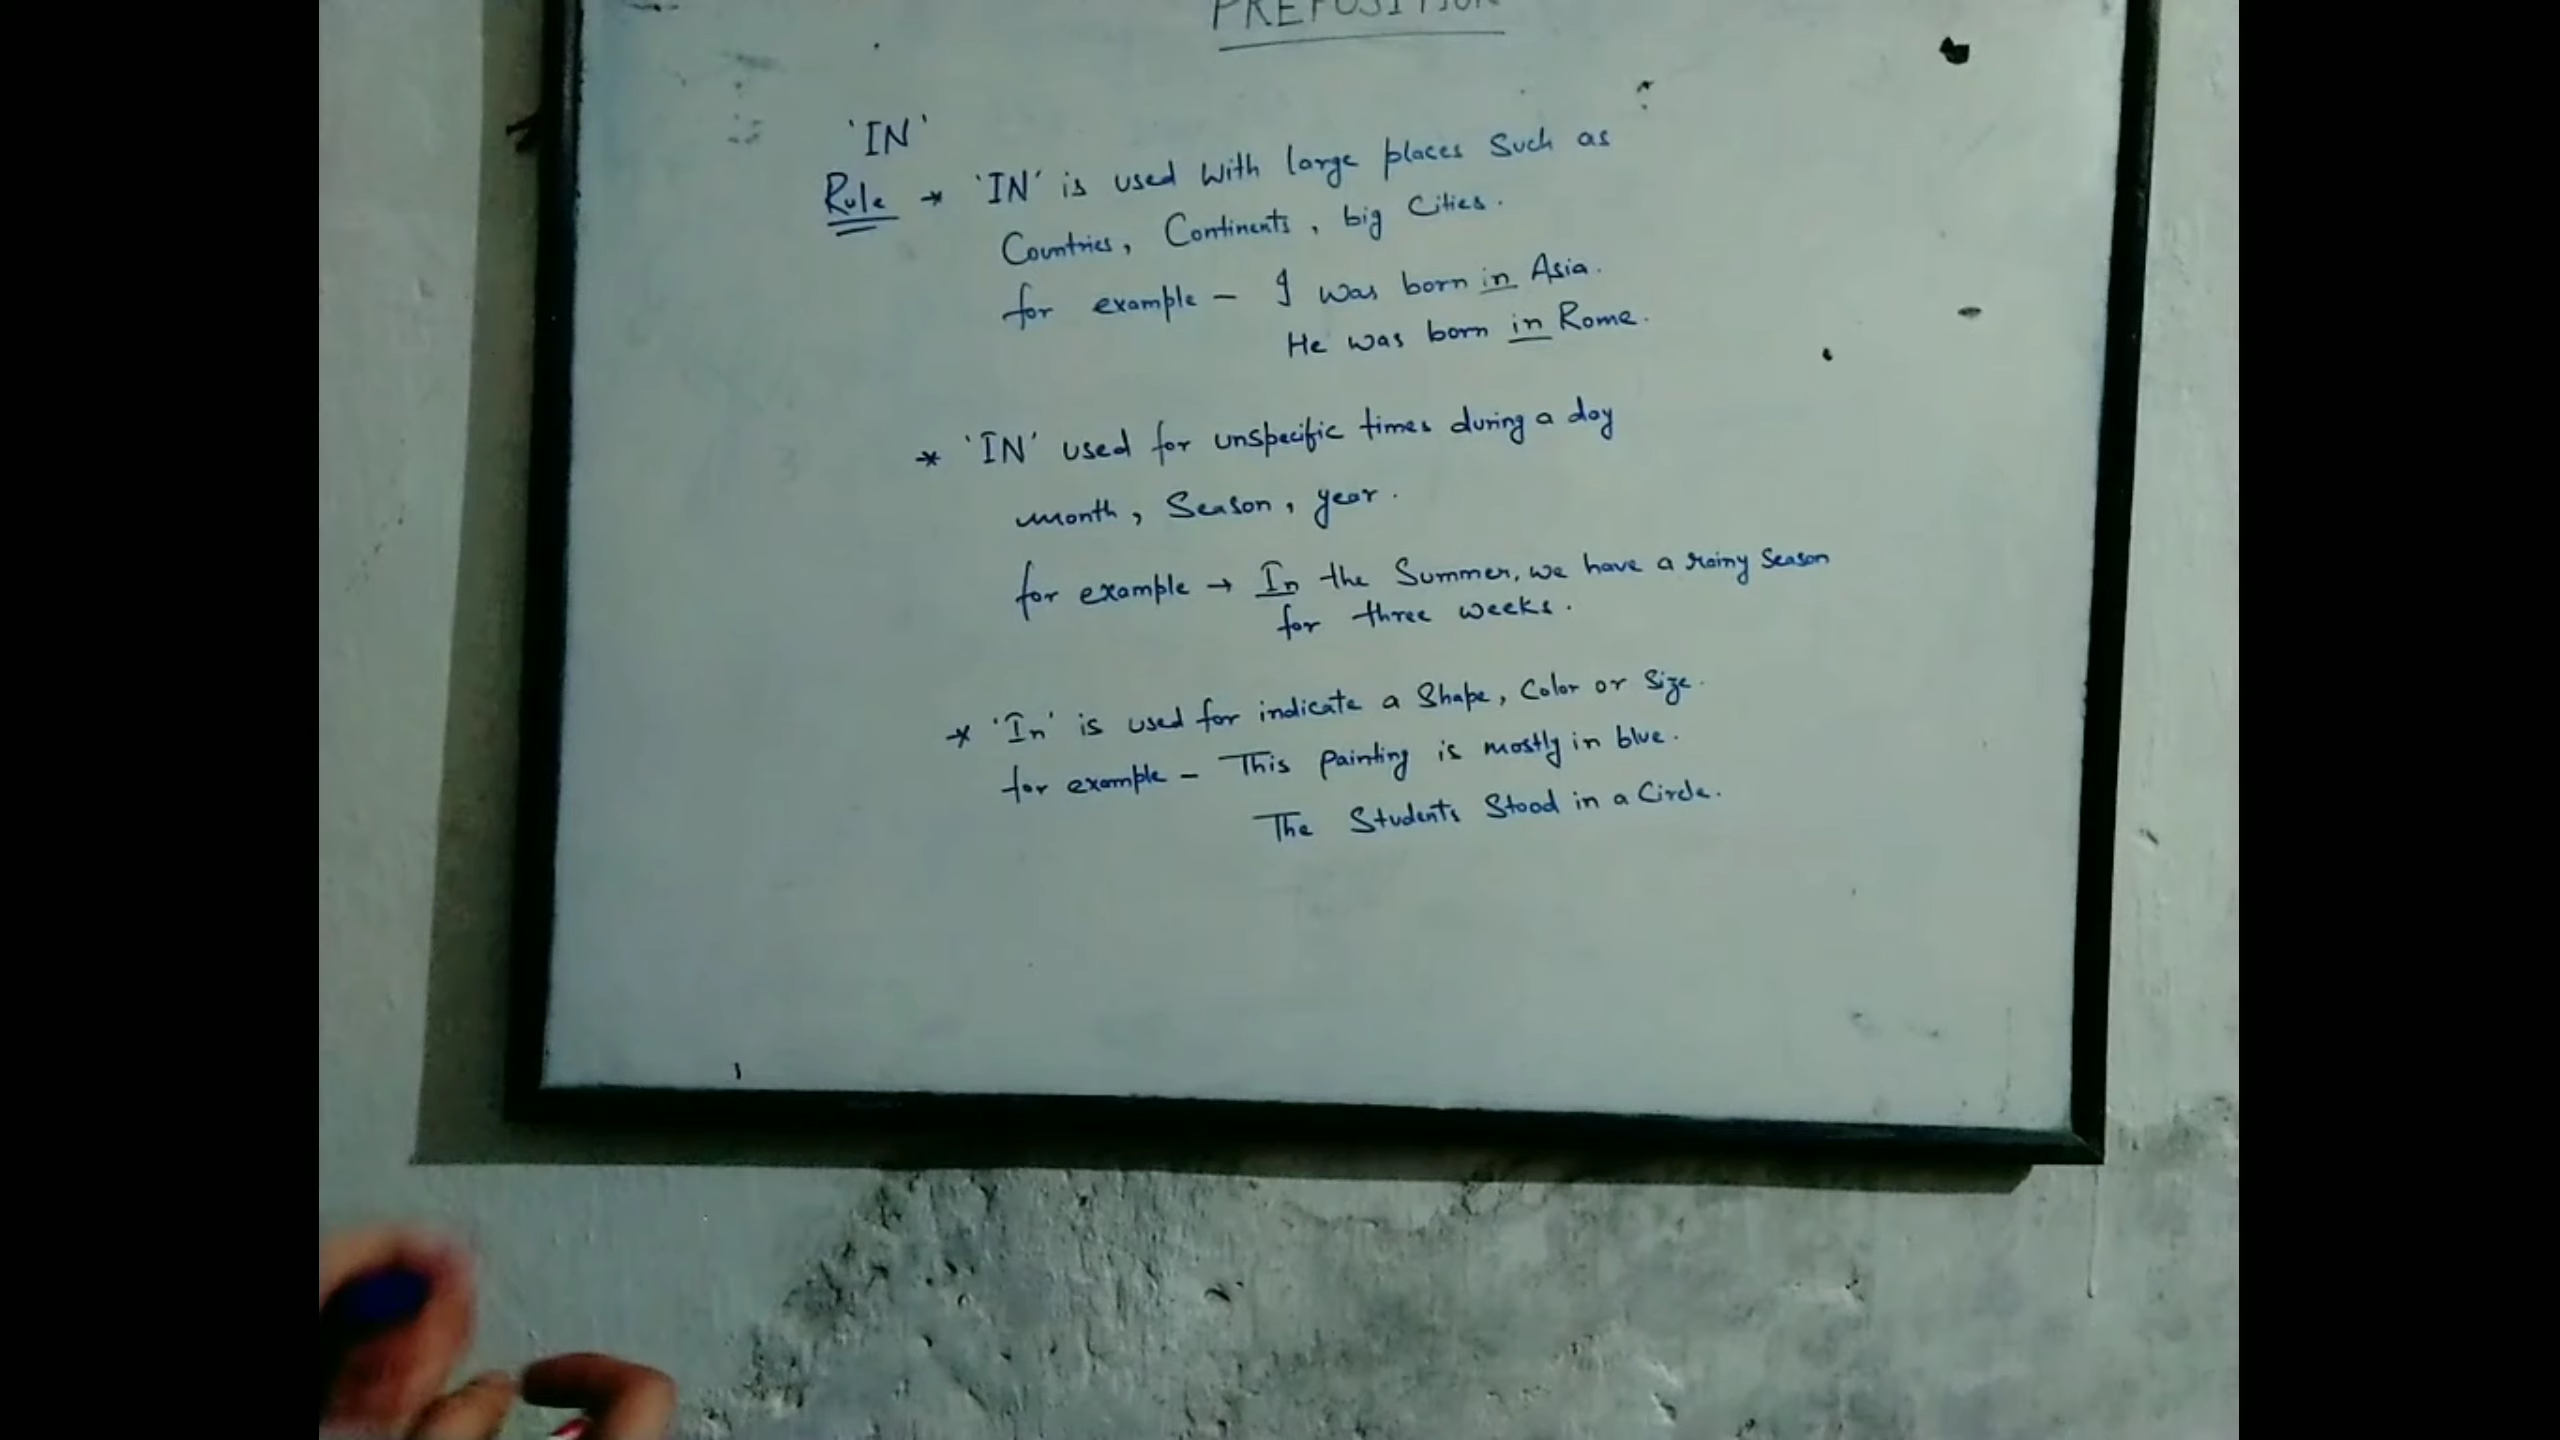 PREPOSITION
'IN'
Rule → 'IN' is used with large places such as
Countries, Continents, big Cities.
for example - I was born in Asia.
He was born in Rome.
* 'IN' used for unspecific times during a day
month, Season, year.
for example → In the Summer, we have a rainy season
for three weeks.
* 'In' is used for indicate a Shape, Color or Size.
for example - This painting is mostly in blue.
The Students Stood in a Circle.